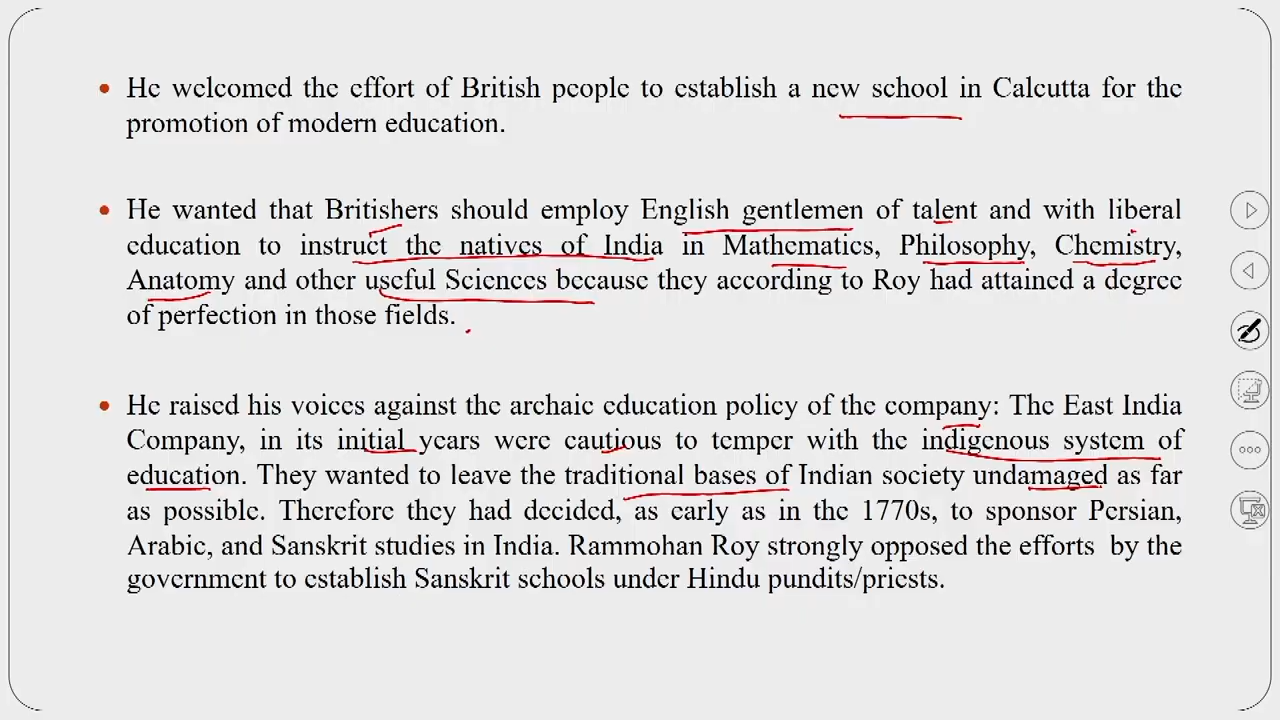 • He welcomed the effort of British people to establish a new school in Calcutta for the
promotion of modern education.
• He wanted that Britishers should employ English gentlemen of talent and with liberal
education to instruct the natives of India in Mathematics, Philosophy, Chemistry,
Anatomy and other useful Sciences because they according to Roy had attained a degree
of perfection in those fields.
• He raised his voices against the archaic education policy of the company: The East India
Company, in its initial years were cautious to temper with the indigenous system of
education. They wanted to leave the traditional bases of Indian society undamaged as far
as possible. Therefore they had decided, as early as in the 1770s, to sponsor Persian,
Arabic, and Sanskrit studies in India. Rammohan Roy strongly opposed the efforts by the
government to establish Sanskrit schools under Hindu pundits/priests.